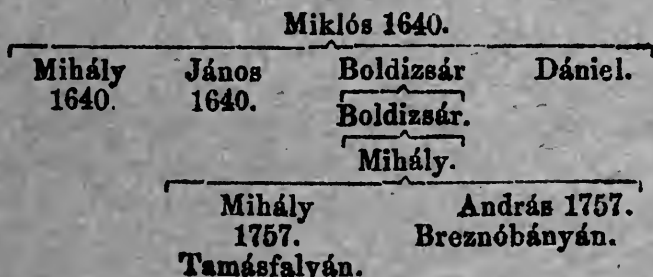 Miklós 1640.
Mihály János Boldizsár Dániel.
1640. 1640.
Boldizsár.
Mihály.
Mihály András 1757.
1757. Breznóbányán.
Tamásfalván.